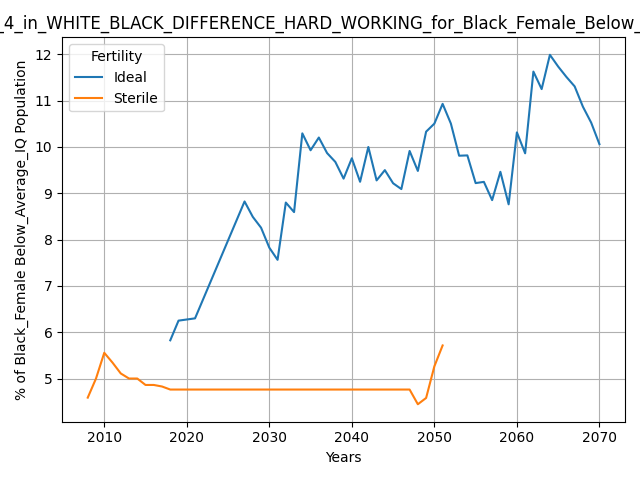 _4_in_WHITE_BLACK_DIFFERENCE_HARD_WORKING_for_Black_Female_Below_
% of Black_Female Below_Average_IQ Population
12
11
10
9
8
7
6
5
Fertility
Ideal
Sterile
2010 2020 2030 2040 2050 2060 2070
Years